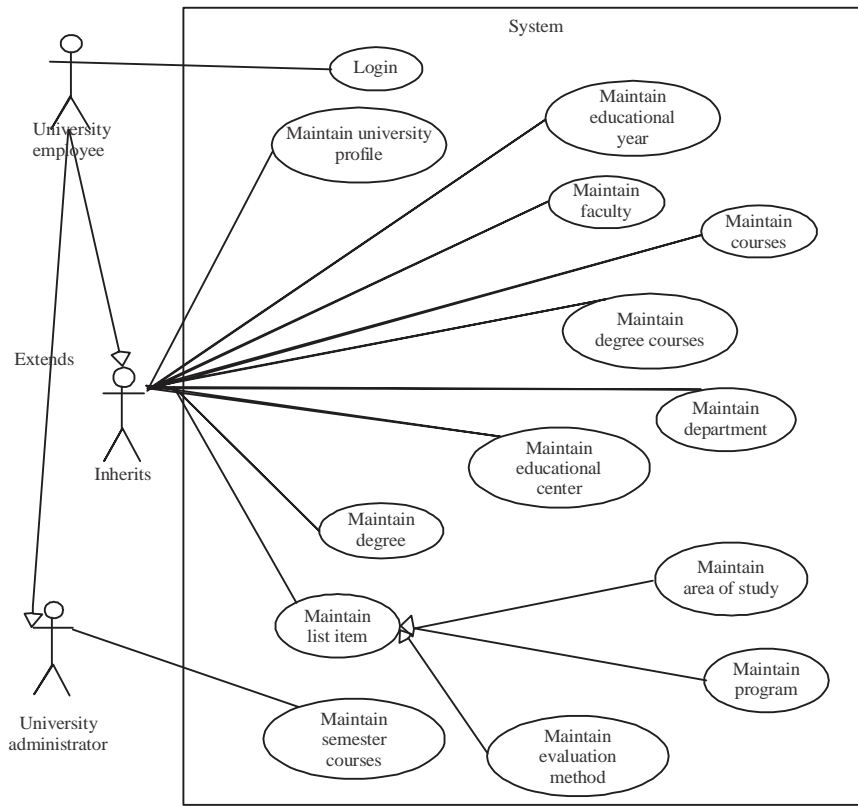 System
Login
University
employee
Maintain university
profile
Maintain
educational
year
Maintain
faculty
Maintain
courses
Maintain
degree courses
Extends
Inherits
Maintain
department
Maintain
educational
center
Maintain
degree
Maintain
area of study
Maintain
list item
Maintain
program
University
administrator
Maintain
semester
courses
Maintain
evaluation
method